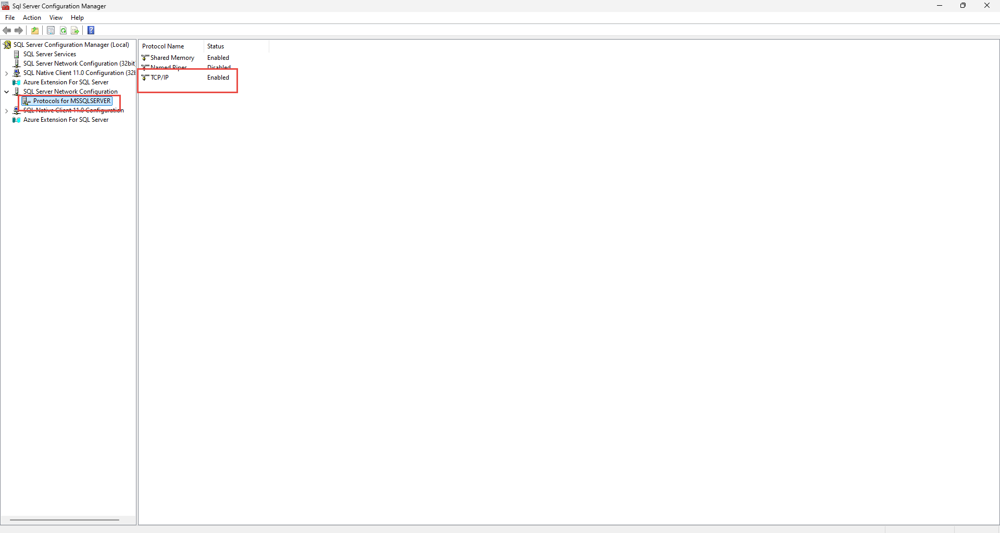 Sql Server Configuration Manager
File Action View Help
SQL Server Configuration Manager (Local)
SQL Server Services
SQL Server Network Configuration (32bit
SQL Native Client 11.0 Configuration (32b
Azure Extension For SQL Server
SQL Server Network Configuration
Protocols for MSSQLSERVER
SQL Native Client 11.0 Configuration
Azure Extension For SQL Server
Protocol Name Status
Shared Memory Enabled
Named Pipes Disabled
TCP/IP Enabled